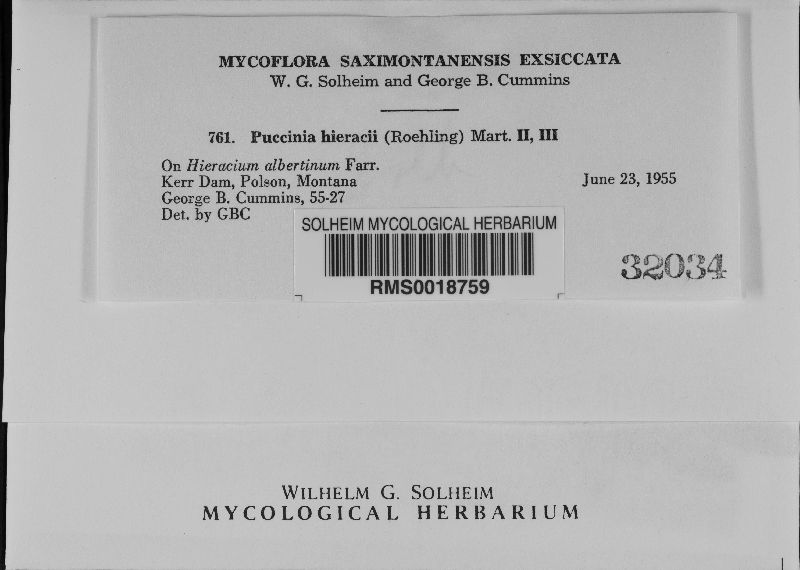 MYCOFLORA SAXIMONTANENSIS EXSICCATA
W. G. Solheim and George B. Cummins
761. Puccinia hieracii (Roehling) Mart. II, III
On Hieracium albertinum Farr.
Kerr Dam, Polson, Montana
June 23, 1955
George B. Cummins, 55-27
Det. by GBC
SOLHEIM MYCOLOGICAL HERBARIUM
RMS0018759
32034
WILHELM G. SOLHEIM
MYCOLOGICAL HERBARIUM